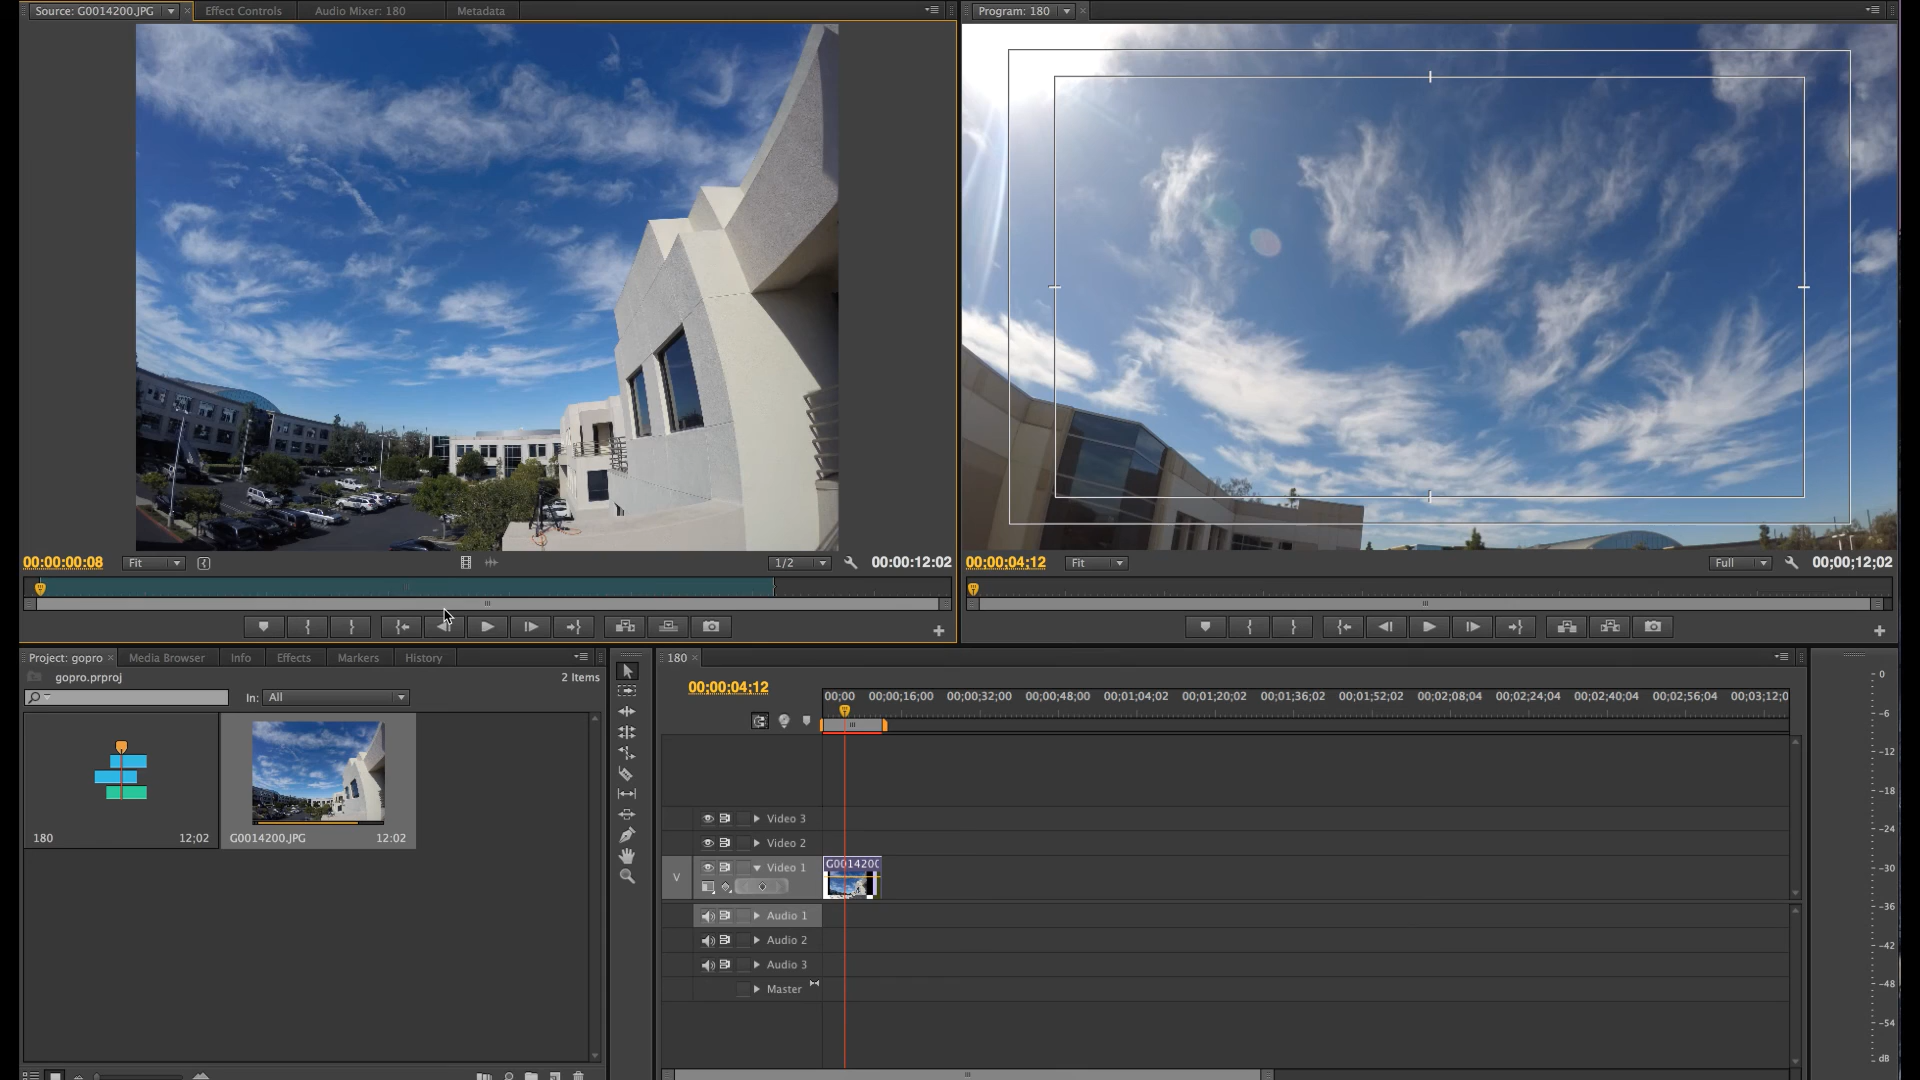 Source: G0014200.JPG
Effect Controls
Audio Mixer: 180
Metadata
Program: 180
00:00:00:08
Fit
1/2
00:00:12:02
00;00;04;12
Fit
Full
00;00;12;02
Project: gopro
Media Browser
Info
Effects
Markers
History
gopro.prproj
2 Items
In: All
180
12;02
G0014200.JPG
12:02
180
00;00;04;12
00;00
00;00;16;00
00;00;32;00
00;00;48;00
00;01;04;02
00;01;20;02
00;01;36;02
00;01;52;02
00;02;08;04
00;02;24;04
00;02;40;04
00;02;56;04
00;03;12;0
Video 3
Video 2
V
Video 1
G001420
Audio 1
Audio 2
Audio 3
Master
0
-6
-12
-18
-24
-30
-36
-42
-48
-54
dB